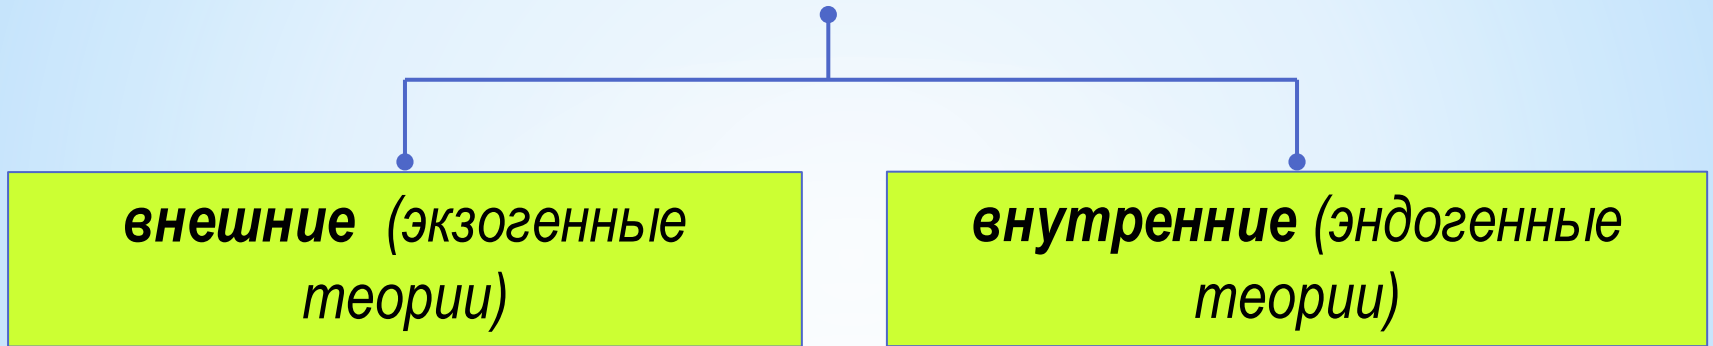 внешние (экзогенные
теории)
внутренние (эндогенные
теории)